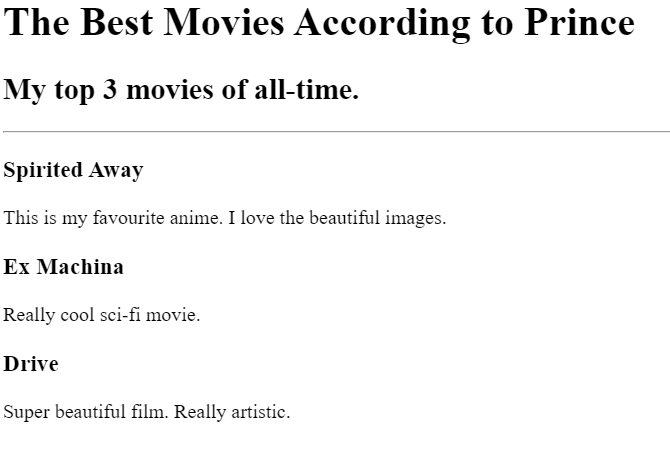 The Best Movies According to Prince
My top 3 movies of all-time.
Spirited Away
This is my favourite anime. I love the beautiful images.
Ex Machina
Really cool sci-fi movie.
Drive
Super beautiful film. Really artistic.